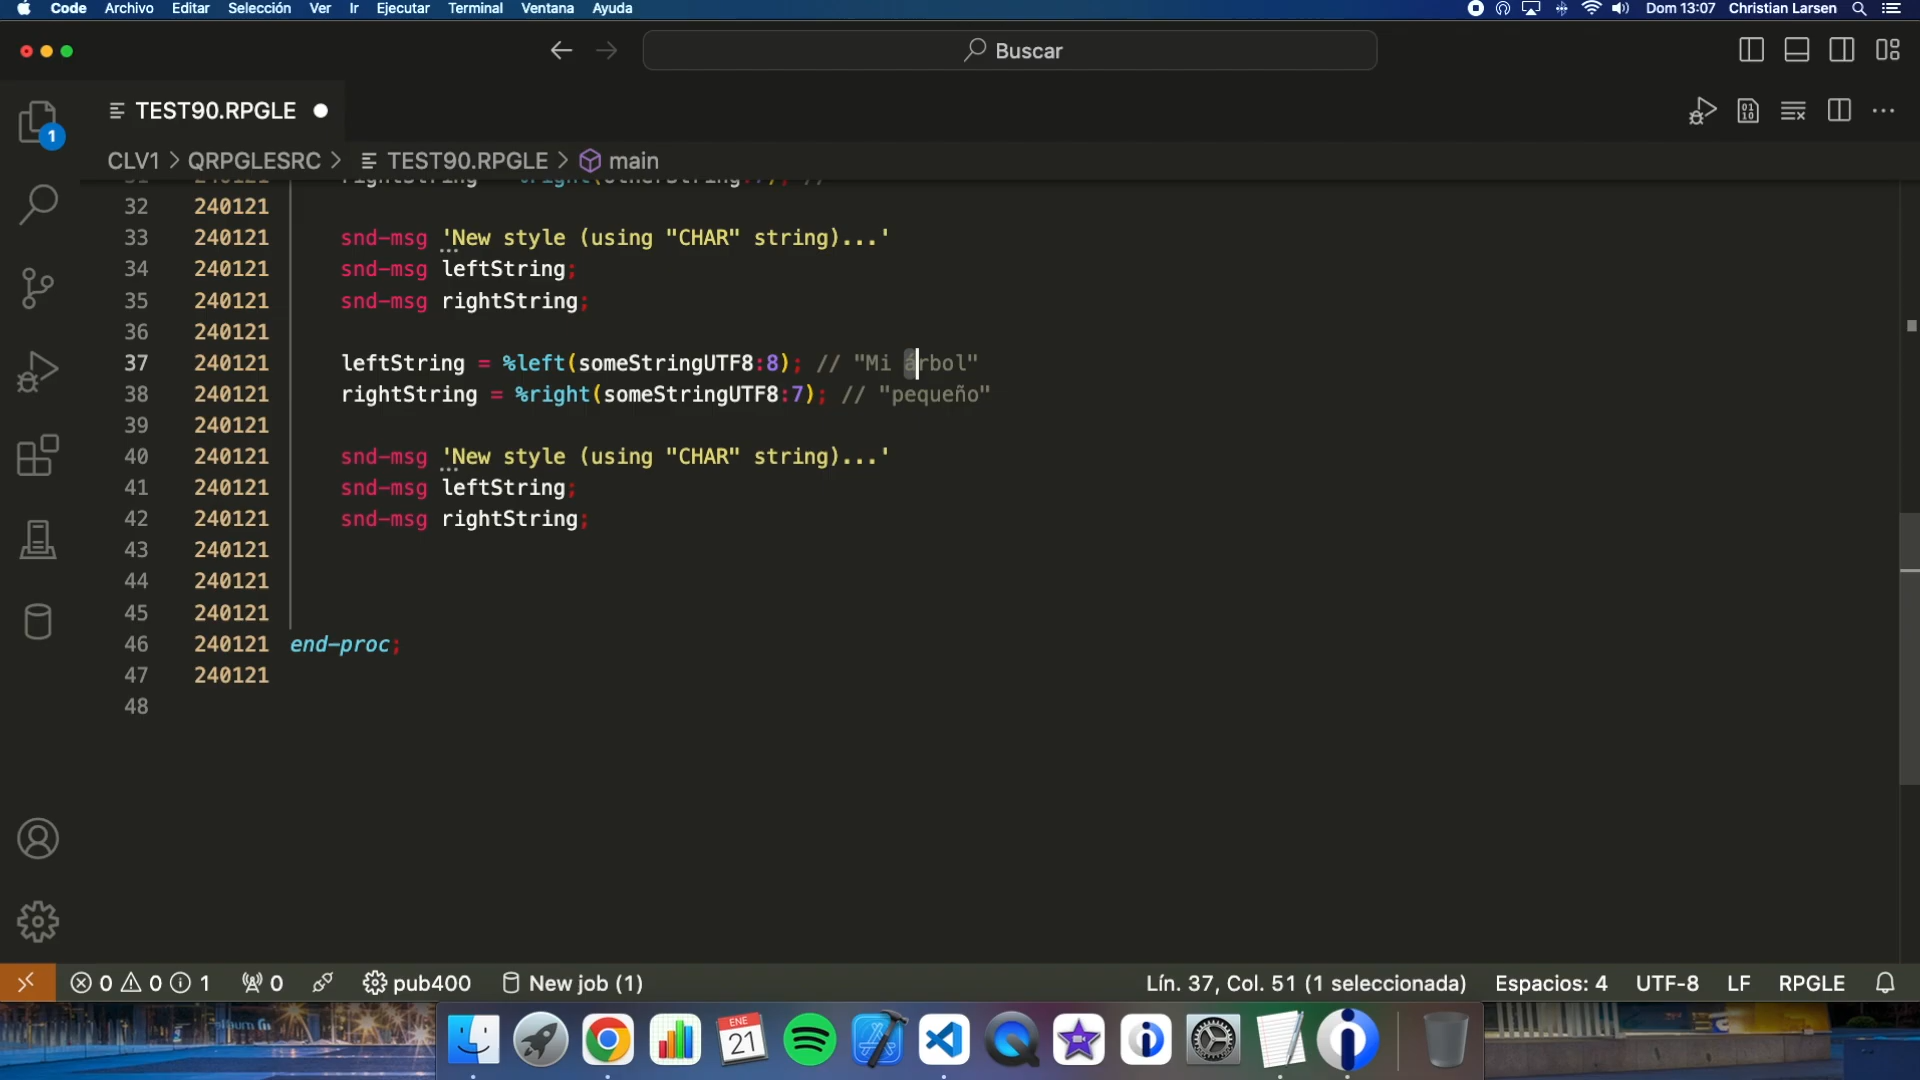 Code Archivo Editar Selección Ver Ir Ejecutar Terminal Ventana Ayuda Dom 13:07 Christian Larsen
Buscar
TEST90.RPGLE
1
CLV1 > QRPGLESRC > TEST90.RPGLE > main
32 240121
33 240121 snd-msg 'New style (using "CHAR" string)...'
34 240121 snd-msg leftString;
35 240121 snd-msg rightString;
36 240121
37 240121 leftString = %left(someStringUTF8:8); // "Mi árbol"
38 240121 rightString = %right(someStringUTF8:7); // "pequeño"
39 240121
40 240121 snd-msg 'New style (using "CHAR" string)...'
41 240121 snd-msg leftString;
42 240121 snd-msg rightString;
43 240121
44 240121
45 240121
46 240121 end-proc;
47 240121
48
0 0 1 0 pub400 New job (1) Lín. 37, Col. 51 (1 seleccionada) Espacios: 4 UTF-8 LF RPGLE
ENE
21